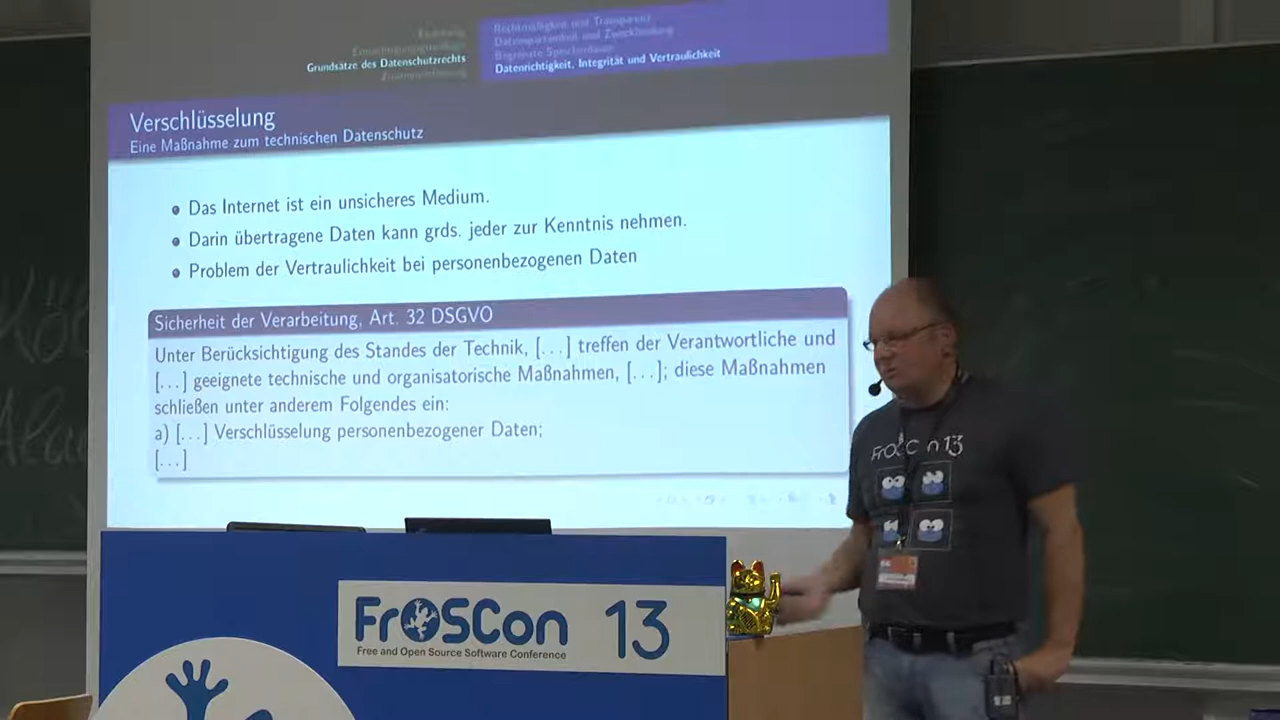 Grundsätze des Datenschutzrechts
Rechtmäßigkeit und Transparenz
Datensparsamkeit und Zweckbindung
Begrenzte Speicherdauer
Datenrichtigkeit, Integrität und Vertraulichkeit
Verschlüsselung
Eine Maßnahme zum technischen Datenschutz
Das Internet ist ein unsicheres Medium.
Darin übertragene Daten kann grds. jeder zur Kenntnis nehmen.
Problem der Vertraulichkeit bei personenbezogenen Daten
Sicherheit der Verarbeitung, Art. 32 DSGVO
Unter Berücksichtigung des Standes der Technik, [...] treffen der Verantwortliche und
[...] geeignete technische und organisatorische Maßnahmen, [...]; diese Maßnahmen
schließen unter anderem Folgendes ein:
a) [...] Verschlüsselung personenbezogener Daten;
[...]
FrOSCon 13
FrOSCon 13
Free and Open Source Software Conference